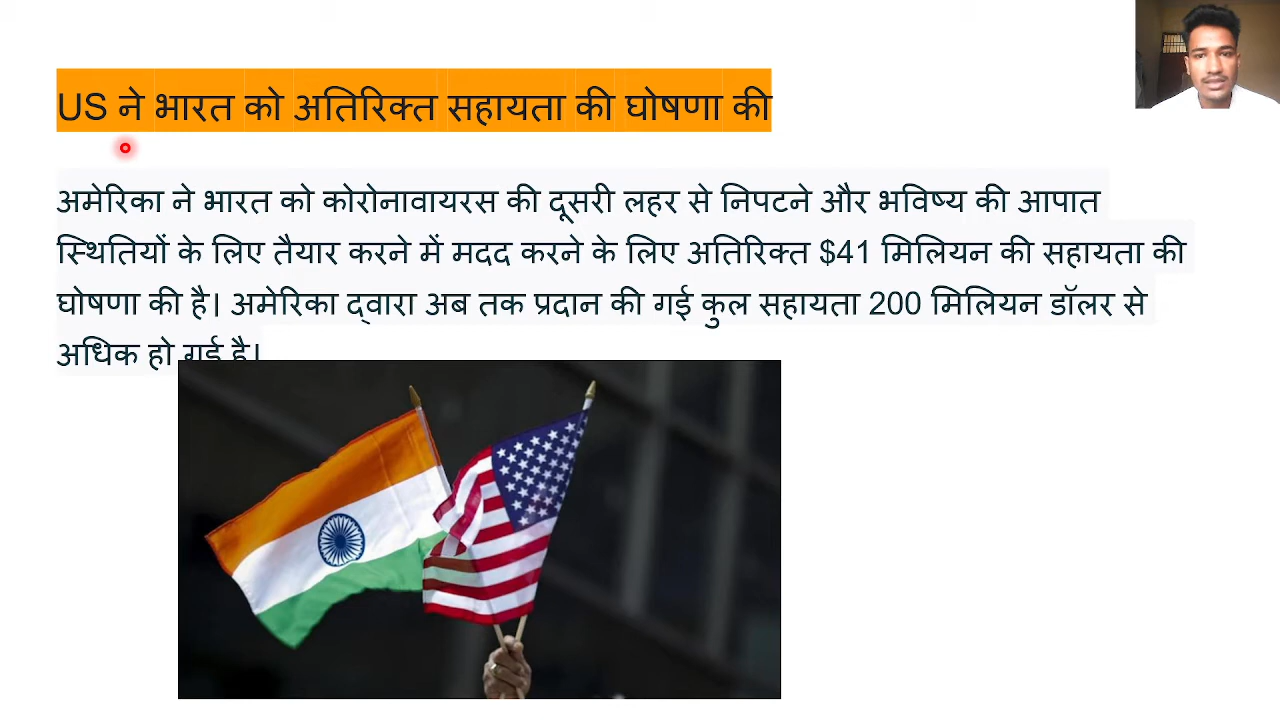 US ने भारत को अतिरिक्त सहायता की घोषणा की
अमेरिका ने भारत को कोरोनावायरस की दूसरी लहर से निपटने और भविष्य की आपात
स्थितियों के लिए तैयार करने में मदद करने के लिए अतिरिक्त $41 मिलियन की सहायता की
घोषणा की है। अमेरिका द्वारा अब तक प्रदान की गई कुल सहायता 200 मिलियन डॉलर से
अधिक हो गई है।